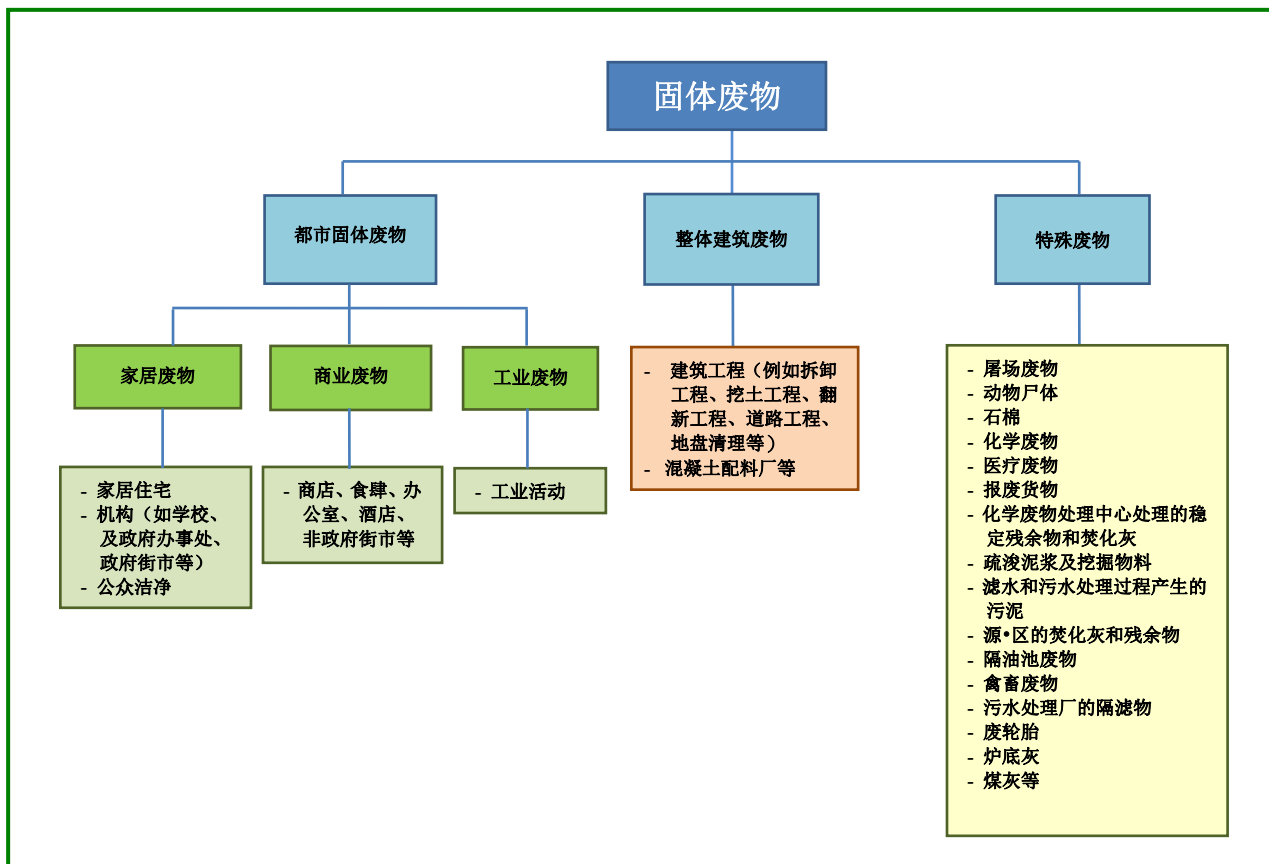 固体废物
都市固体废物
整体建筑废物
特殊废物
家居废物
商业废物
工业废物
- 家居住宅
- 机构（如学校、
及政府办事处、
政府街市等）
- 公众洁净
- 商店、食肆、办
公室、酒店、
非政府街市等
- 工业活动
- 建筑工程（例如拆卸
工程、挖土工程、翻
新工程、道路工程、
地盘清理等）
- 混凝土配料厂等
- 屠场废物
- 动物尸体
- 石棉
- 化学废物
- 医疗废物
- 报废货物
- 化学废物处理中心处理的稳
定残余物和焚化灰
- 疏浚泥浆及挖掘物料
- 滤水和污水处理过程产生的
污泥
- 源•区的焚化灰和残余物
- 隔油池废物
- 禽畜废物
- 污水处理厂的隔滤物
- 废轮胎
- 炉底灰
- 煤灰等